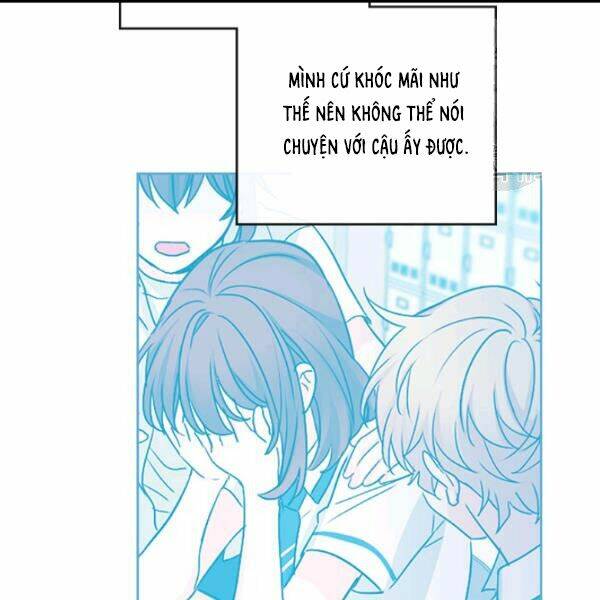 MÌNH CỨ KHÓC MÃI NHƯ
THẾ NÊN KHÔNG THỂ NÓI
CHUYỆN VỚI CẬU ẤY ĐƯỢC.